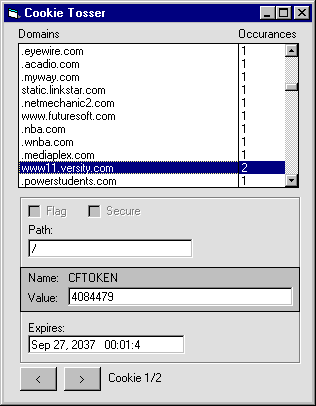 Cookie Tosser
Domains Occurances
.eyewire.com 1
.acadio.com 1
.myway.com 1
static.linkstar.com 1
.netmechanic2.com 1
www.futuresoft.com 1
.nba.com 1
.wnba.com 1
.mediaplex.com 1
www11.versity.com 2
.powerstudents.com 1
Flag Secure
Path:
/
Name: CFTOKEN
Value: 4084479
Expires:
Sep 27, 2037 00:01:4
< > Cookie 1/2